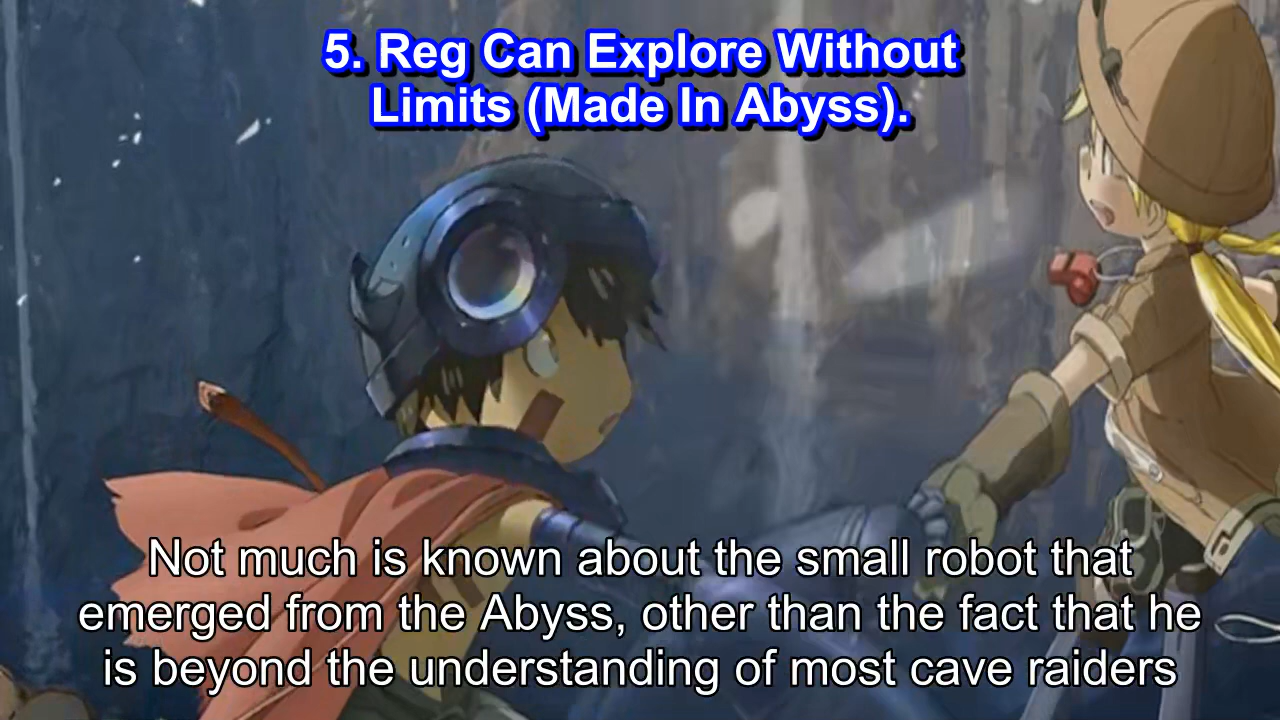 5. Reg Can Explore Without
Limits (Made In Abyss).
Not much is known about the small robot that
emerged from the Abyss, other than the fact that he
is beyond the understanding of most cave raiders